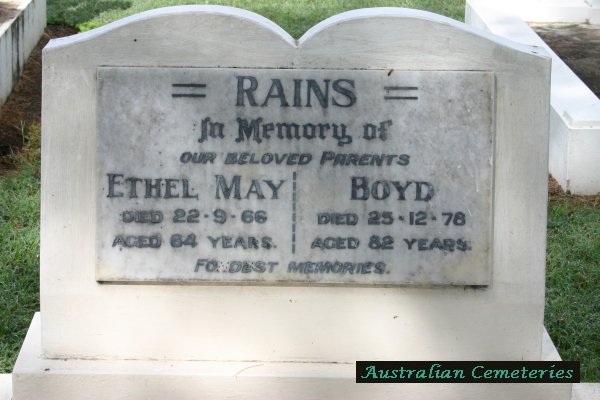 = RAINS =
In Memory of
OUR BELOVED PARENTS
ETHEL MAY
DIED 22-9-66
AGED 64 YEARS.
BOYD
DIED 25-12-78
AGED 82 YEARS.
FONDEST MEMORIES.
Australian Cemeteries